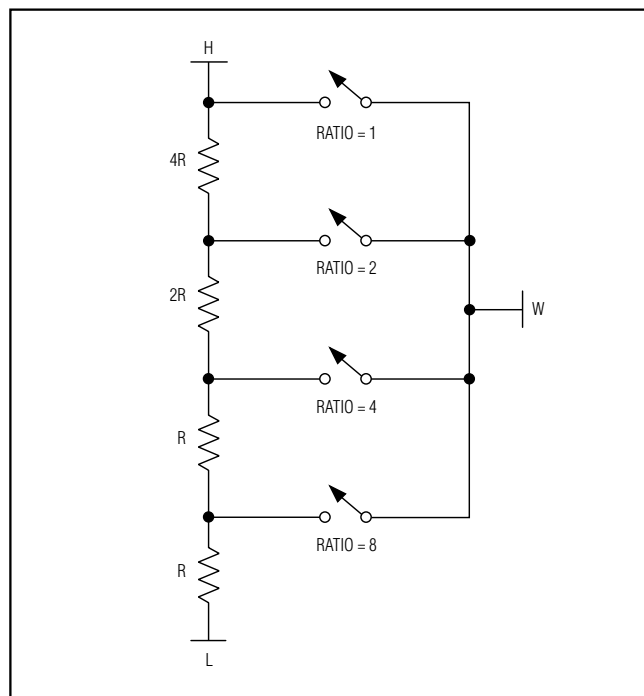 H
RATIO = 1
4R
RATIO = 2
2R
W
RATIO = 4
R
RATIO = 8
R
L